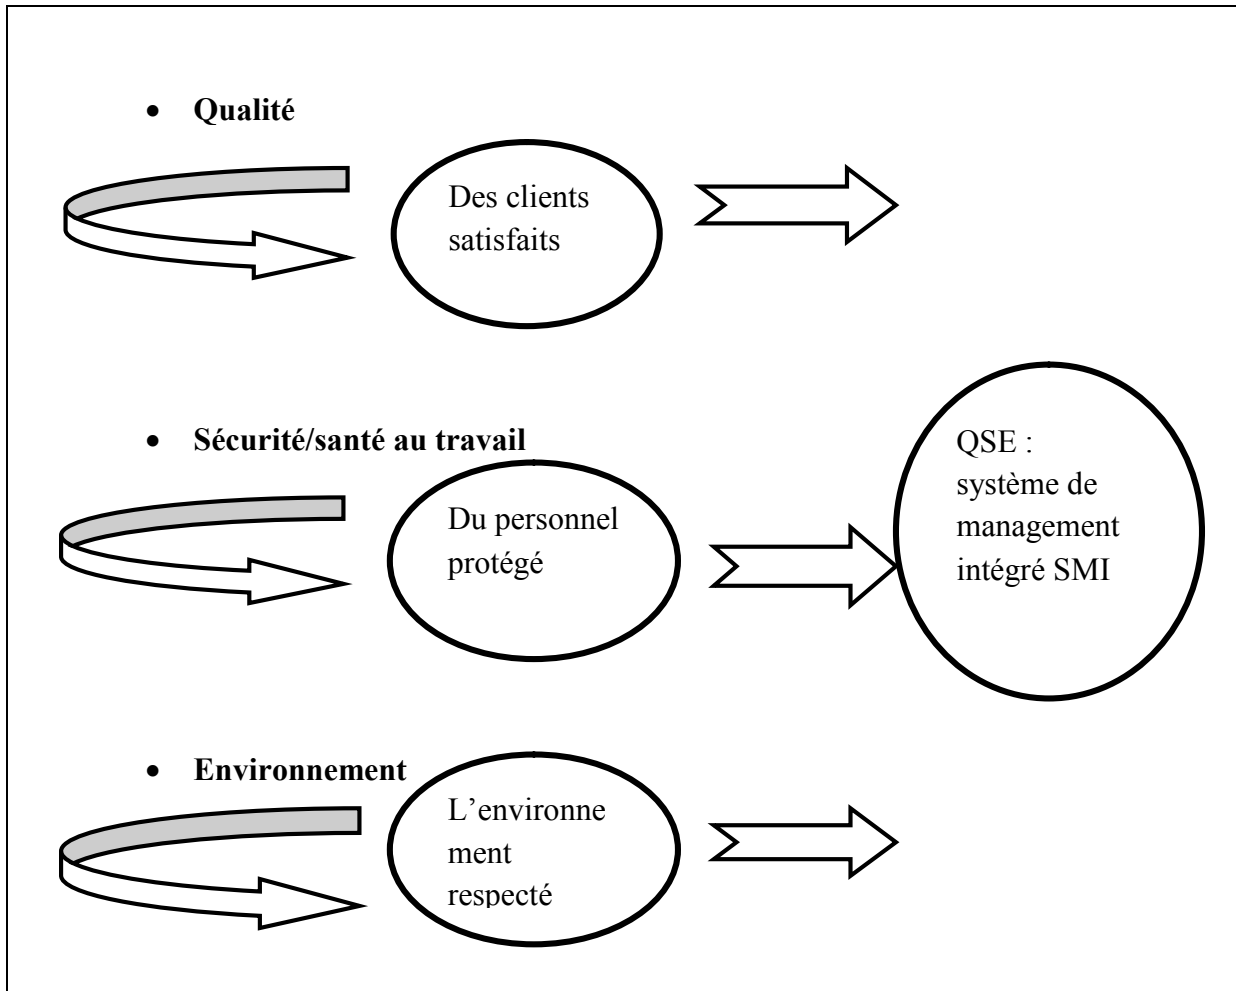 • Qualité
Des clients
satisfaits
• Sécurité/santé au travail
Du personnel
protégé
QSE :
système de
management
intégré SMI
• Environnement
L’environne
ment
respecté